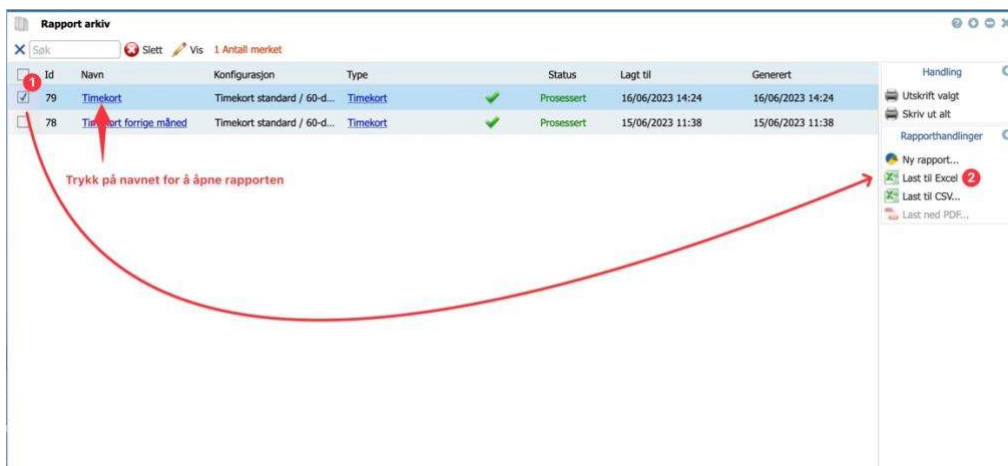 Rapport arkiv
Søk Slett Vis 1 Antall merket
Id Navn Konfigurasjon Type Status Lagt til Generert
1
79 Timekort Timekort standard / 60-d... Timekort Prosessert 16/06/2023 14:24 16/06/2023 14:24
78 Timekort forrige måned Timekort standard / 60-d... Timekort Prosessert 15/06/2023 11:38 15/06/2023 11:38
Trykk på navnet for å åpne rapporten
Handling
Utskrift valgt
Skriv ut alt
Rapporthandlinger
Ny rapport...
Last til Excel 2
Last til CSV...
Last ned PDF...